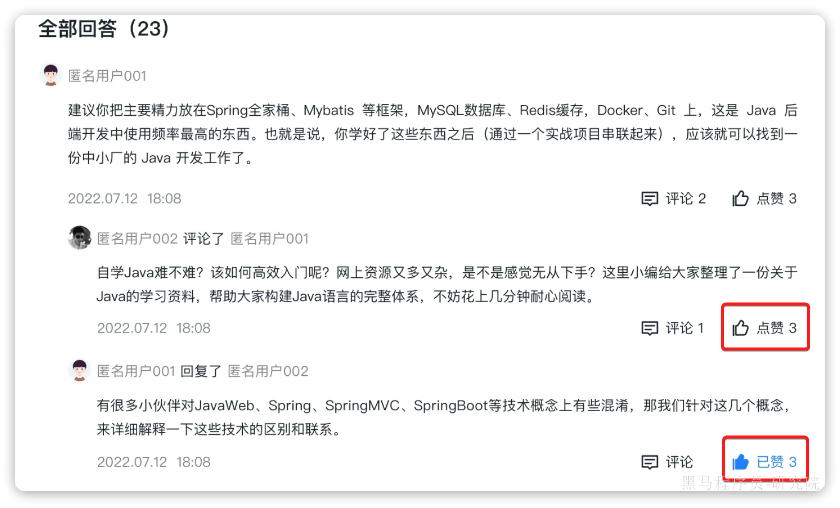 全部回答（23）
匿名用户001
建议你把主要精力放在Spring全家桶、Mybatis 等框架，MySQL数据库、Redis缓存，Docker、Git 上，这是 Java 后
端开发中使用频率最高的东西。也就是说，你学好了这些东西之后（通过一个实战项目串联起来），应该就可以找到一
份中小厂的 Java 开发工作了。
2022.07.12 18:08 评论 2 点赞 3
匿名用户002 评论了 匿名用户001
自学Java难不难？该如何高效入门呢？网上资源又多又杂，是不是感觉无从下手？这里小编给大家整理了一份关于
Java的学习资料，帮助大家构建Java语言的完整体系，不妨花上几分钟耐心阅读。
2022.07.12 18:08 评论 1 点赞 3
匿名用户001 回复了 匿名用户002
有很多小伙伴对JavaWeb、Spring、SpringMVC、SpringBoot等技术概念上有些混淆，那我们针对这几个概念，
来详细解释一下这些技术的区别和联系。
2022.07.12 18:08 评论 已赞 3
黑马程序员-研究院